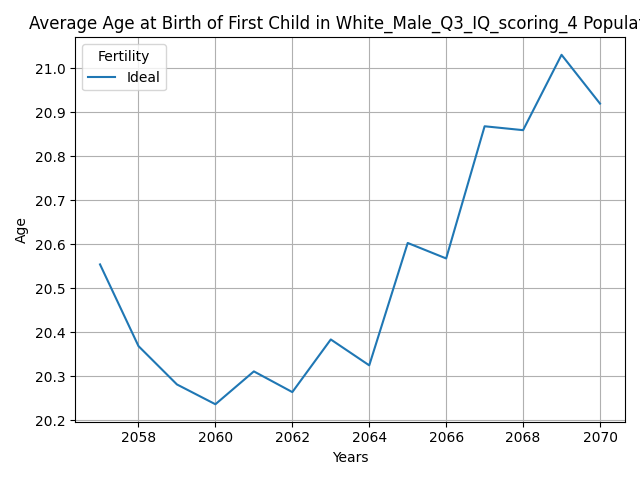 Average Age at Birth of First Child in White_Male_Q3_IQ_scoring_4 Populat
Fertility
Ideal
21.0
20.9
20.8
20.7
20.6
20.5
20.4
20.3
20.2
Age
2058 2060 2062 2064 2066 2068 2070
Years